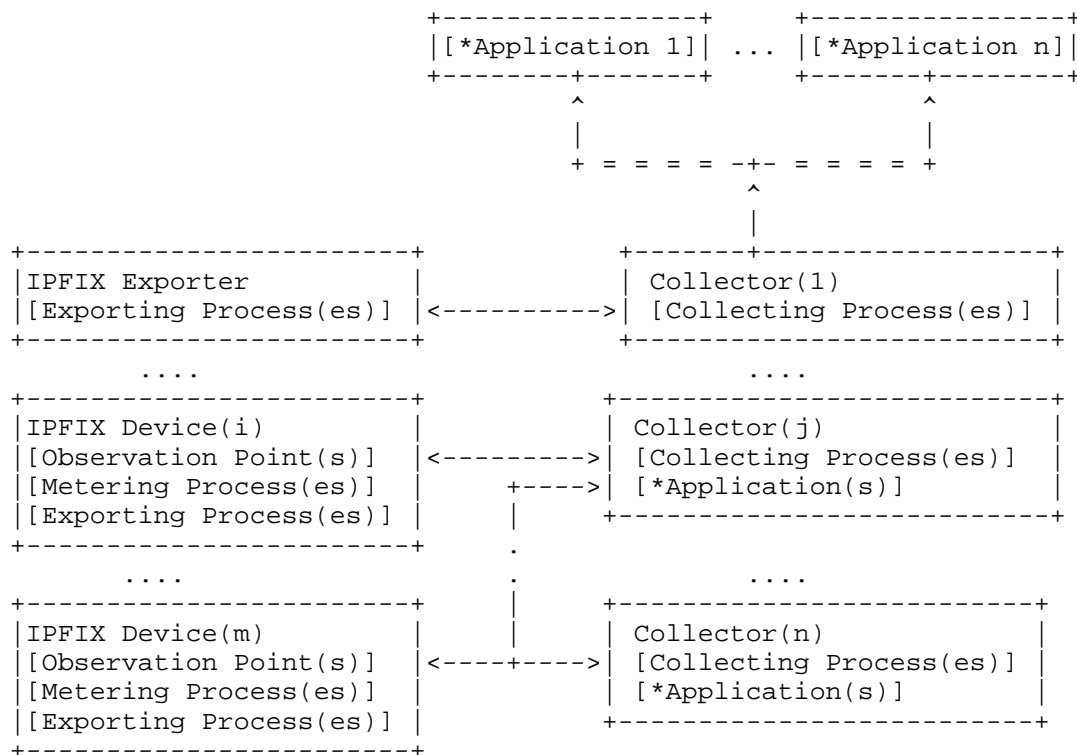 [*Application 1] ... [*Application n]
IPFIX Exporter Collector(1)
[Exporting Process(es)] [Collecting Process(es)]
.... ....
IPFIX Device(i) Collector(j)
[Observation Point(s)] [Collecting Process(es)]
[Metering Process(es)] [*Application(s)]
[Exporting Process(es)]
.... ....
IPFIX Device(m) Collector(n)
[Observation Point(s)] [Collecting Process(es)]
[Metering Process(es)] [*Application(s)]
[Exporting Process(es)]